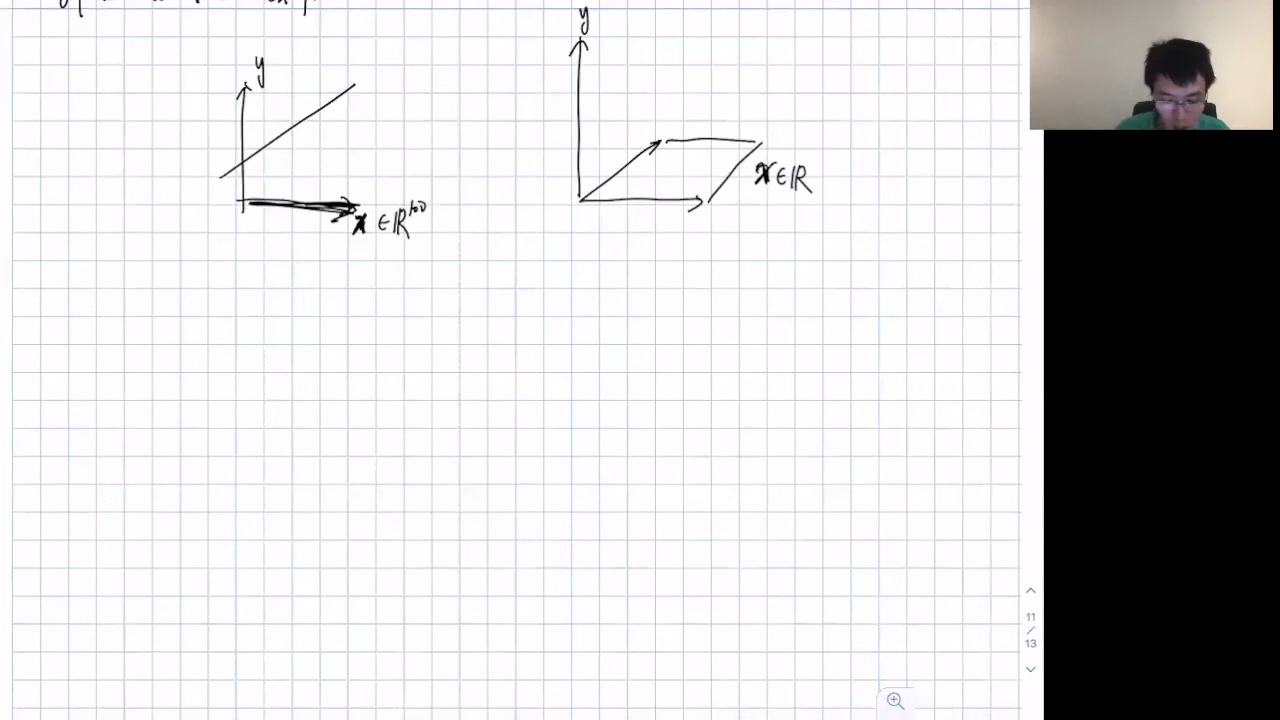 y
y
x ∈ ℝ¹⁰⁰
x ∈ ℝ
11
/
13